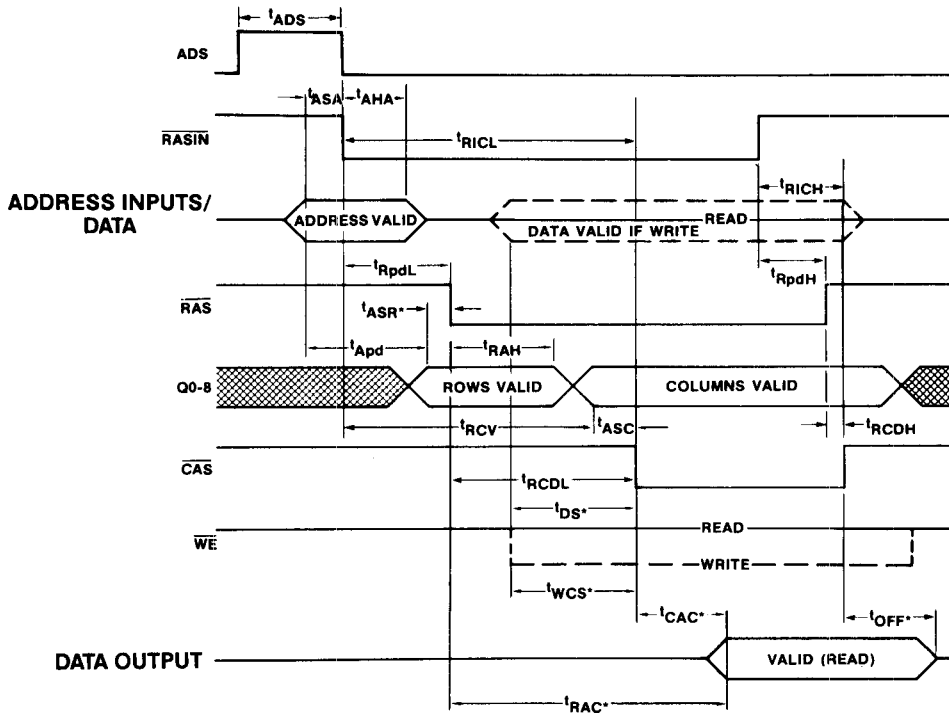 tADS
ADS
tASA tAHA
RASIN
tRICL
tRICH
ADDRESS INPUTS/
DATA
ADDRESS VALID
READ
DATA VALID IF WRITE
tRpdL
tRpdH
RAS
tASR*
tApd
tRAH
Q0-8
ROWS VALID
COLUMNS VALID
tRCV
tASC
tRCDH
CAS
tRCDL
tDS*
READ
WE
WRITE
tWCS*
tCAC*
tOFF*
DATA OUTPUT
VALID (READ)
tRAC*